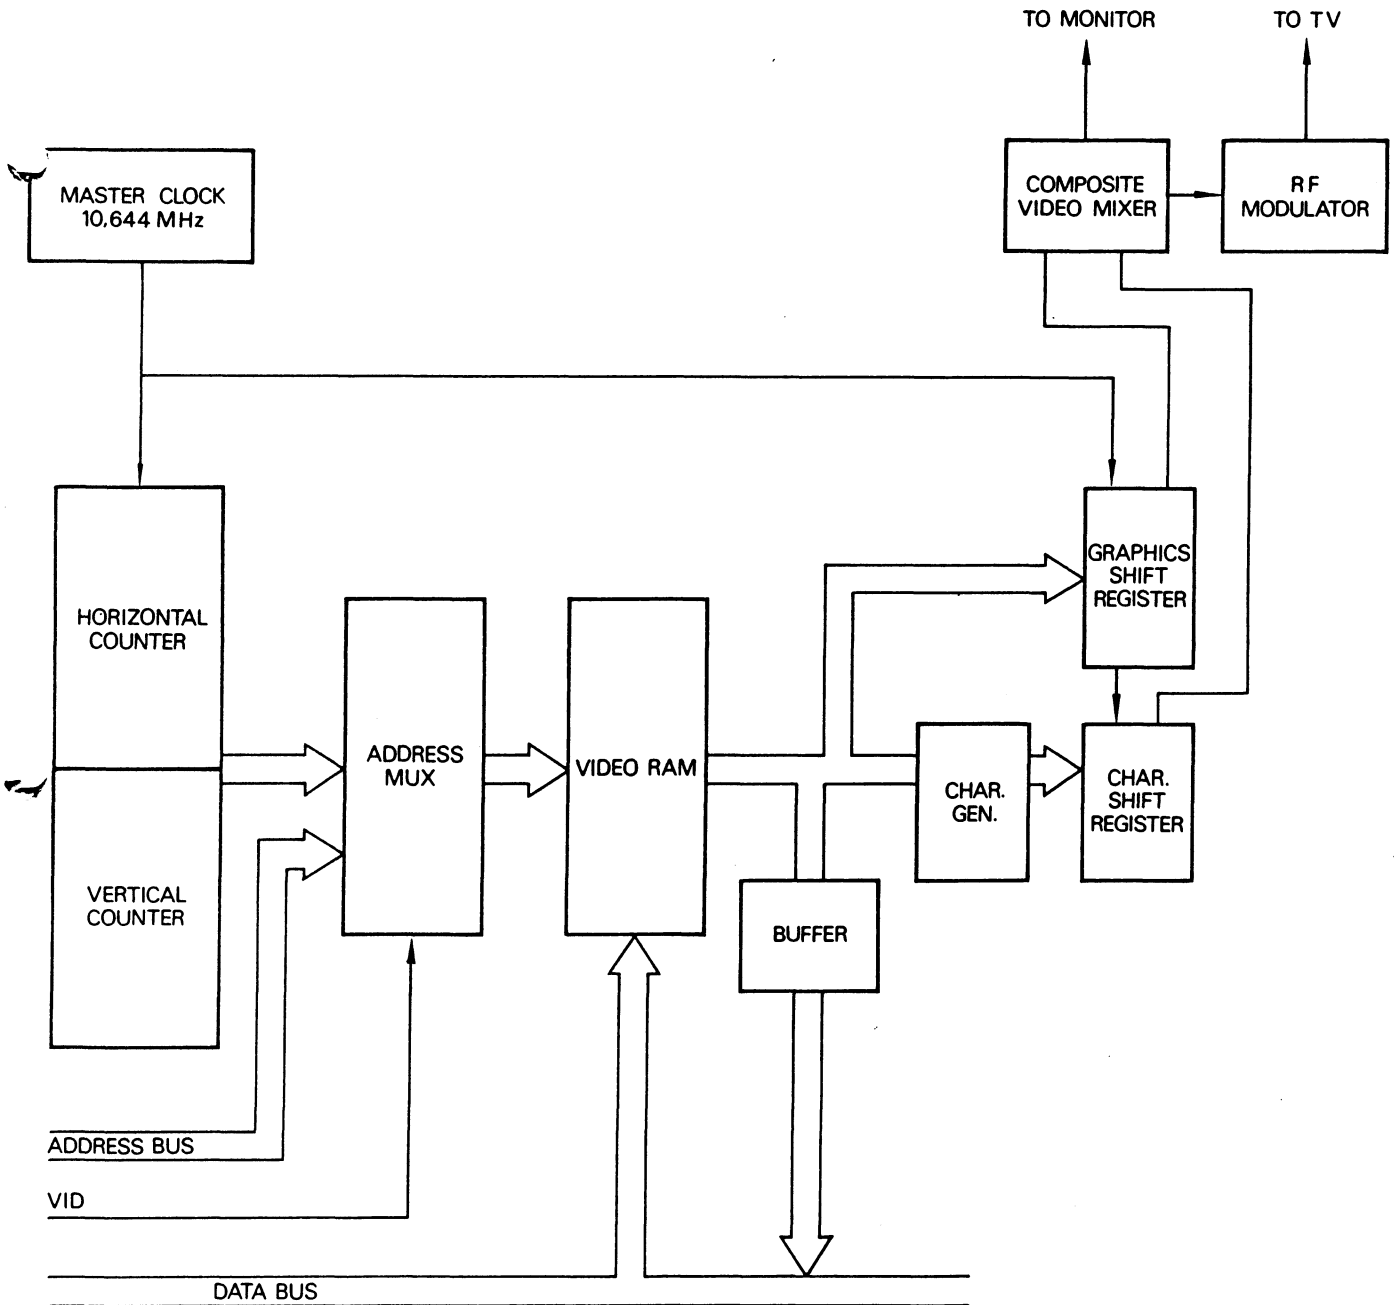 TO MONITOR
TO TV
MASTER CLOCK
10.644 MHz
COMPOSITE
VIDEO MIXER
RF
MODULATOR
HORIZONTAL
COUNTER
GRAPHICS
SHIFT
REGISTER
ADDRESS
MUX
VIDEO RAM
CHAR.
GEN.
CHAR.
SHIFT
REGISTER
VERTICAL
COUNTER
BUFFER
ADDRESS BUS
VID
DATA BUS